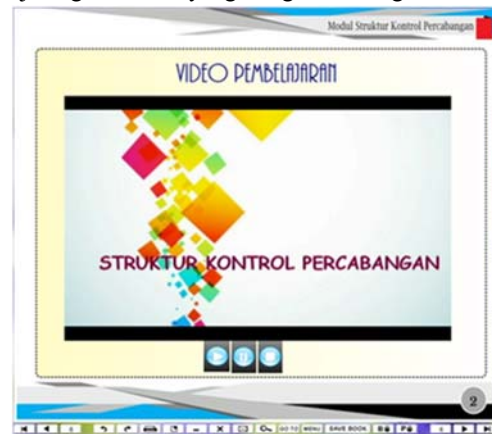 Modul Struktur Kontrol Percabangan
VIDEO PEMBELAJARAN
STRUKTUR KONTROL PERCABANGAN
2
GO TO MENU SAVE BOOK